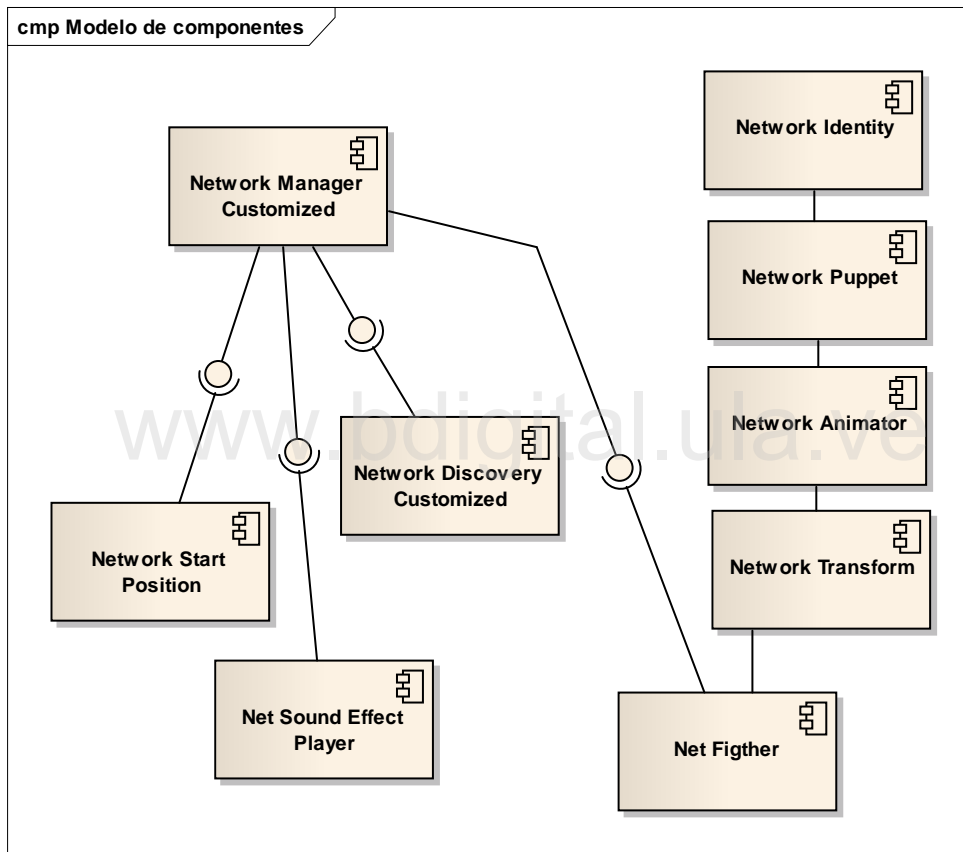 cmp Modelo de componentes
Network Identity
Network Manager
Customized
Network Puppet
Network Animator
Network Discovery
Customized
Network Start
Position
Network Transform
Net Sound Effect
Player
Net Figther
www.bdigital.ula.ve